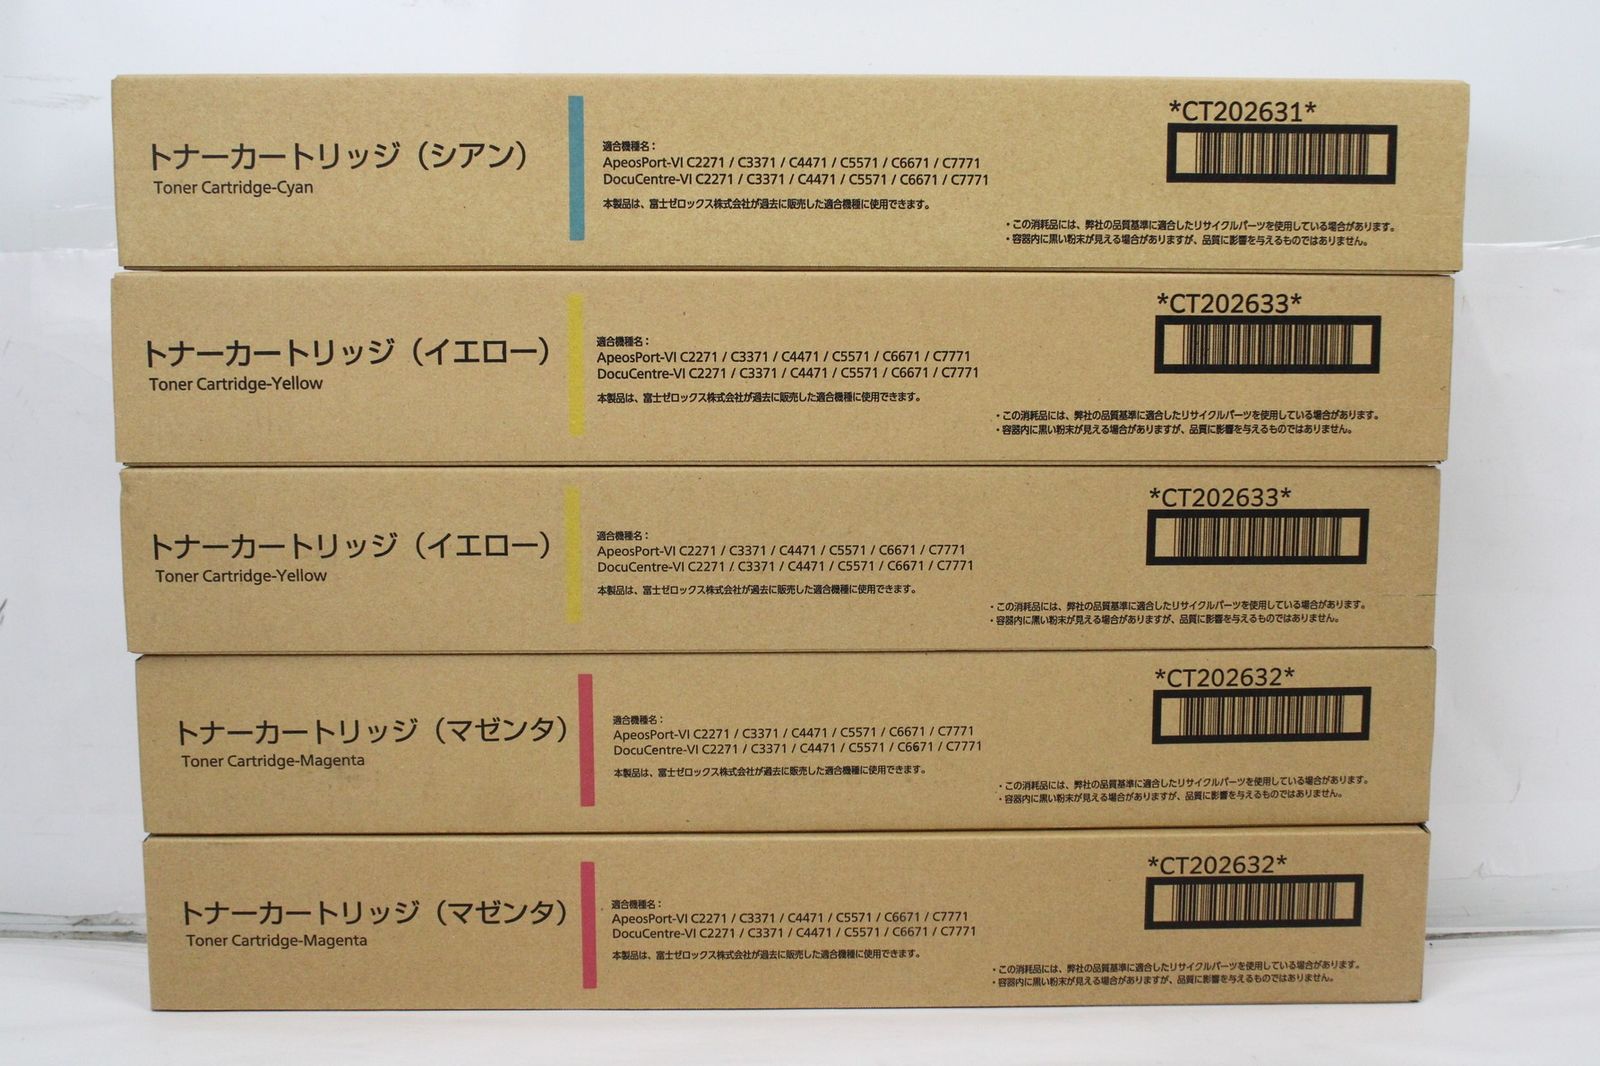 トナーカートリッジ（シアン）
Toner Cartridge-Cyan
適合機種名：
ApeosPort-VI C2271 / C3371 / C4471 / C5571 / C6671 / C7771
DocuCentre-VI C2271 / C3371 / C4471 / C5571 / C6671 / C7771
本製品は、富士ゼロックス株式会社が過去に販売した適合機種に使用できます。
*CT202631*
・この消耗品には、弊社の品質基準に適合したリサイクルパーツを使用している場合があります。
・容器内に黒い粉末が見える場合がありますが、品質に影響を与えるものではありません。
トナーカートリッジ（イエロー）
Toner Cartridge-Yellow
適合機種名：
ApeosPort-VI C2271 / C3371 / C4471 / C5571 / C6671 / C7771
DocuCentre-VI C2271 / C3371 / C4471 / C5571 / C6671 / C7771
本製品は、富士ゼロックス株式会社が過去に販売した適合機種に使用できます。
*CT202633*
・この消耗品には、弊社の品質基準に適合したリサイクルパーツを使用している場合があります。
・容器内に黒い粉末が見える場合がありますが、品質に影響を与えるものではありません。
トナーカートリッジ（イエロー）
Toner Cartridge-Yellow
適合機種名：
ApeosPort-VI C2271 / C3371 / C4471 / C5571 / C6671 / C7771
DocuCentre-VI C2271 / C3371 / C4471 / C5571 / C6671 / C7771
本製品は、富士ゼロックス株式会社が過去に販売した適合機種に使用できます。
*CT202633*
・この消耗品には、弊社の品質基準に適合したリサイクルパーツを使用している場合があります。
・容器内に黒い粉末が見える場合がありますが、品質に影響を与えるものではありません。
トナーカートリッジ（マゼンタ）
Toner Cartridge-Magenta
適合機種名：
ApeosPort-VI C2271 / C3371 / C4471 / C5571 / C6671 / C7771
DocuCentre-VI C2271 / C3371 / C4471 / C5571 / C6671 / C7771
本製品は、富士ゼロックス株式会社が過去に販売した適合機種に使用できます。
*CT202632*
・この消耗品には、弊社の品質基準に適合したリサイクルパーツを使用している場合があります。
・容器内に黒い粉末が見える場合がありますが、品質に影響を与えるものではありません。
トナーカートリッジ（マゼンタ）
Toner Cartridge-Magenta
適合機種名：
ApeosPort-VI C2271 / C3371 / C4471 / C5571 / C6671 / C7771
DocuCentre-VI C2271 / C3371 / C4471 / C5571 / C6671 / C7771
本製品は、富士ゼロックス株式会社が過去に販売した適合機種に使用できます。
*CT202632*
・この消耗品には、弊社の品質基準に適合したリサイクルパーツを使用している場合があります。
・容器内に黒い粉末が見える場合がありますが、品質に影響を与えるものではありません。